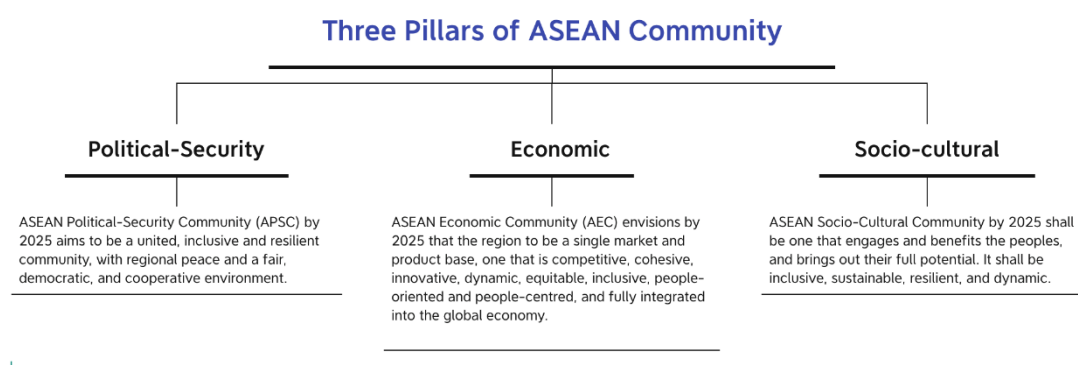 Three Pillars of ASEAN Community
Political-Security
ASEAN Political-Security Community (APSC) by
2025 aims to be a united, inclusive and resilient
community, with regional peace and a fair,
democratic, and cooperative environment.
Economic
ASEAN Economic Community (AEC) envisions by
2025 that the region to be a single market and
product base, one that is competitive, cohesive,
innovative, dynamic, equitable, inclusive, people-
oriented and people-centred, and fully integrated
into the global economy.
Socio-cultural
ASEAN Socio-Cultural Community by 2025 shall
be one that engages and benefits the peoples,
and brings out their full potential. It shall be
inclusive, sustainable, resilient, and dynamic.